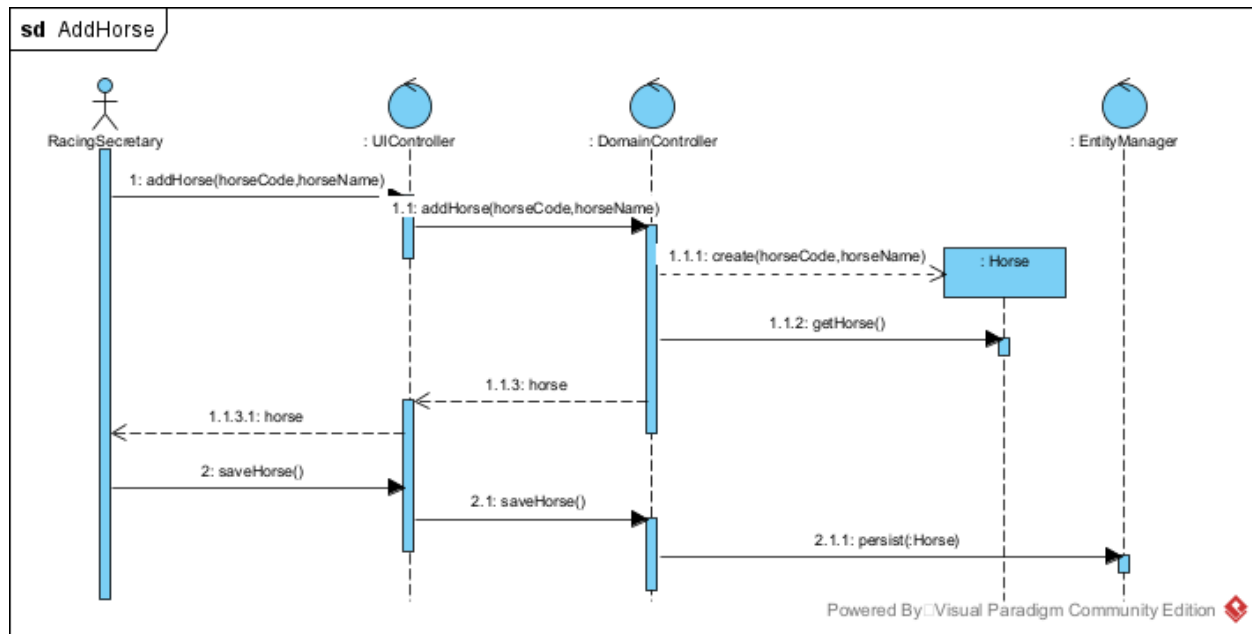 sd AddHorse
RacingSecretary
: UIController
: DomainController
: EntityManager
1: addHorse(horseCode,horseName)
1.1: addHorse(horseCode,horseName)
1.1.1: create(horseCode,horseName)
: Horse
1.1.2: getHorse()
1.1.3: horse
1.1.3.1: horse
2: saveHorse()
2.1: saveHorse()
2.1.1: persist(:Horse)
Powered By□Visual Paradigm Community Edition